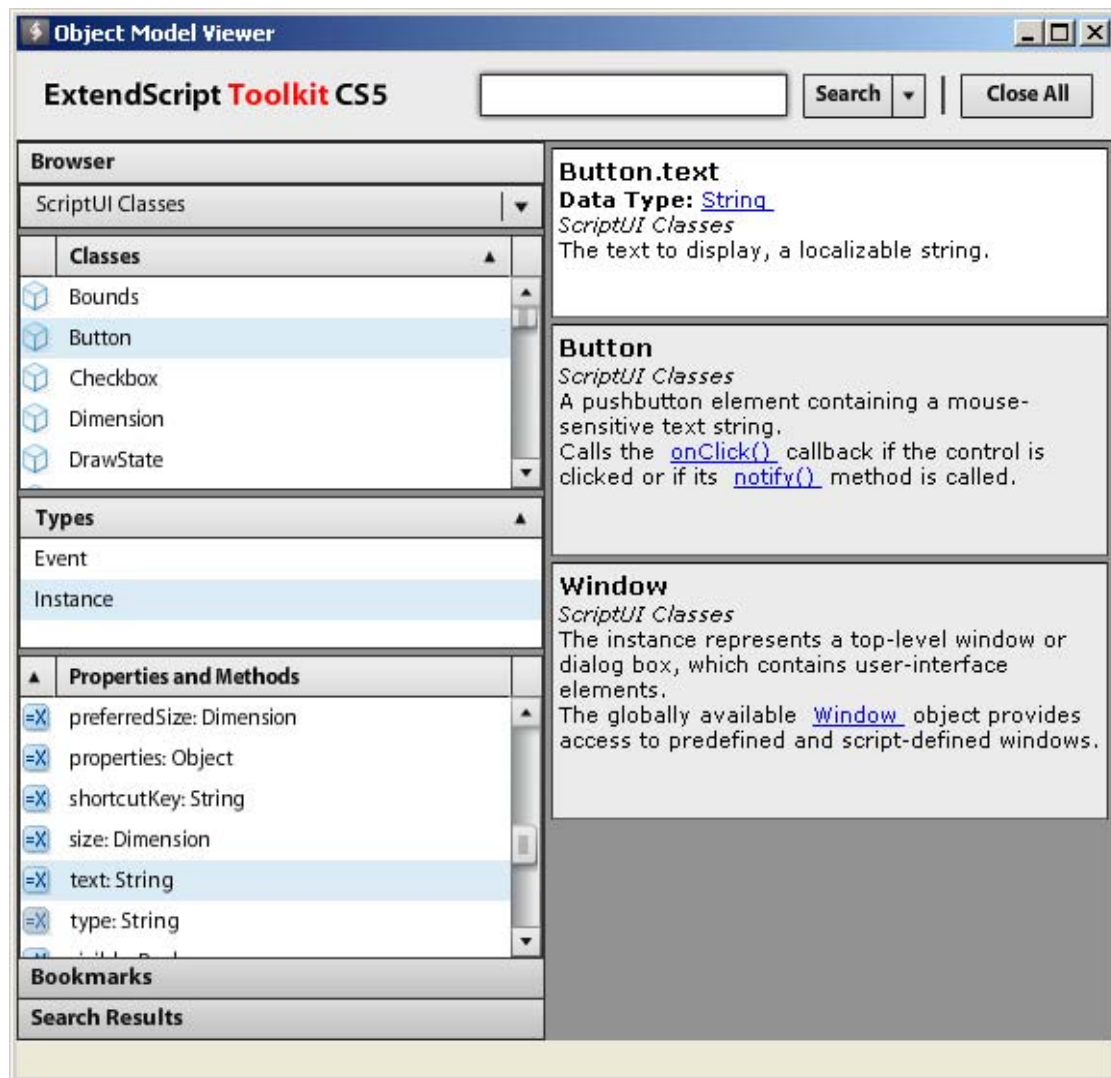 Object Model Viewer
ExtendScript Toolkit CS5
Search
Close All
Browser
ScriptUI Classes
Classes
Bounds
Button
Checkbox
Dimension
DrawState
Types
Event
Instance
Properties and Methods
preferredSize: Dimension
properties: Object
shortcutKey: String
size: Dimension
text: String
type: String
Bookmarks
Search Results
Button.text
Data Type: String
ScriptUI Classes
The text to display, a localizable string.
Button
ScriptUI Classes
A pushbutton element containing a mouse-
sensitive text string.
Calls the onClick() callback if the control is
clicked or if its notify() method is called.
Window
ScriptUI Classes
The instance represents a top-level window or
dialog box, which contains user-interface
elements.
The globally available Window object provides
access to predefined and script-defined windows.